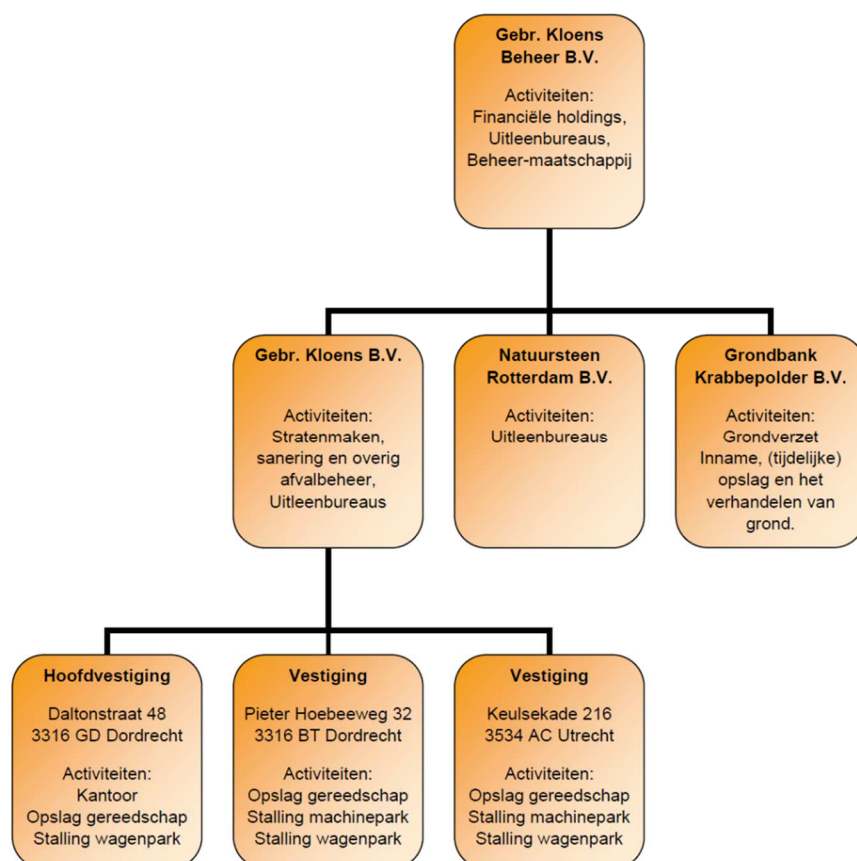 Gebr. Kloens
Beheer B.V.
Activiteiten:
Financiële holdings,
Uitleenbureaus,
Beheer-maatschappij
Gebr. Kloens B.V.
Activiteiten:
Stratenmaken,
sanering en overig
afvalbeheer,
Uitleenbureaus
Natuursteen
Rotterdam B.V.
Activiteiten:
Uitleenbureaus
Grondbank
Krabbepolder B.V.
Activiteiten:
Grondverzet
Inname, (tijdelijke)
opslag en het
verhandelen van
grond.
Hoofdvestiging
Daltonstraat 48
3316 GD Dordrecht
Activiteiten:
Kantoor
Opslag gereedschap
Stalling wagenpark
Vestiging
Pieter Hoebeeweg 32
3316 BT Dordrecht
Activiteiten:
Opslag gereedschap
Stalling machinepark
Stalling wagenpark
Vestiging
Keulsekade 216
3534 AC Utrecht
Activiteiten:
Opslag gereedschap
Stalling machinepark
Stalling wagenpark